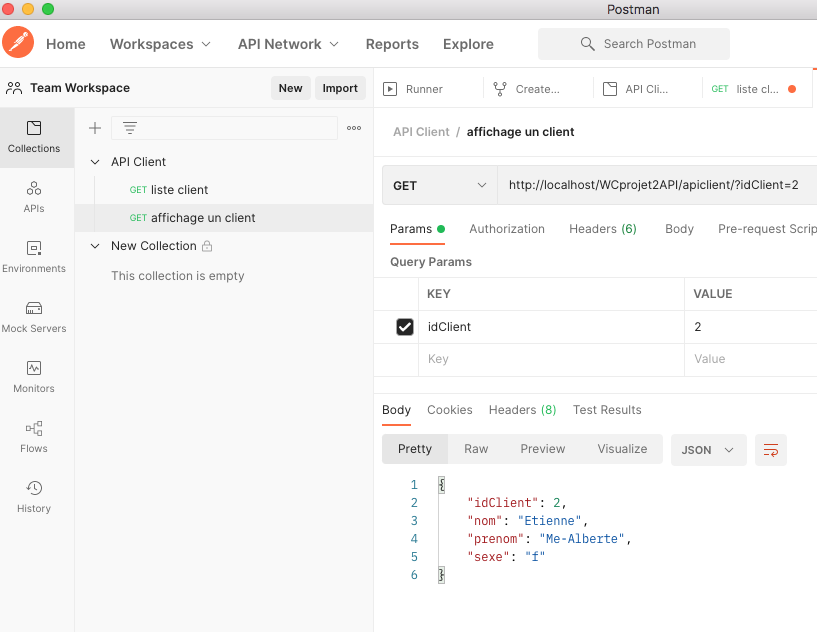 Postman
Home Workspaces API Network Reports Explore Search Postman
Team Workspace New Import
Runner Create... API Cli... GET liste cl...
Collections
APIs
Environments
Mock Servers
Monitors
Flows
History
API Client
GET liste client
GET affichage un client
New Collection
This collection is empty
API Client / affichage un client
GET http://localhost/WCprojet2API/apiclient/?idClient=2
Params Authorization Headers (6) Body Pre-request Scrip
Query Params
KEY VALUE
idClient 2
Key Value
Body Cookies Headers (8) Test Results
Pretty Raw Preview Visualize JSON
1 {
2 "idClient": 2,
3 "nom": "Etienne",
4 "prenom": "Me-Alberte",
5 "sexe": "f"
6 }